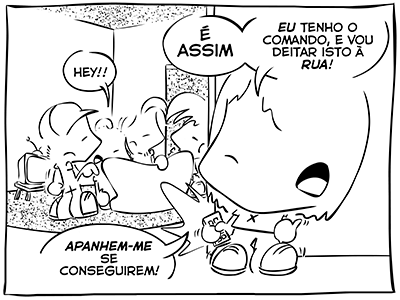 É
ASSIM
EU TENHO O
COMANDO, E VOU
DEITAR ISTO À
RUA!
HEY!!
APANHEM-ME
SE
CONSEGUIREM!